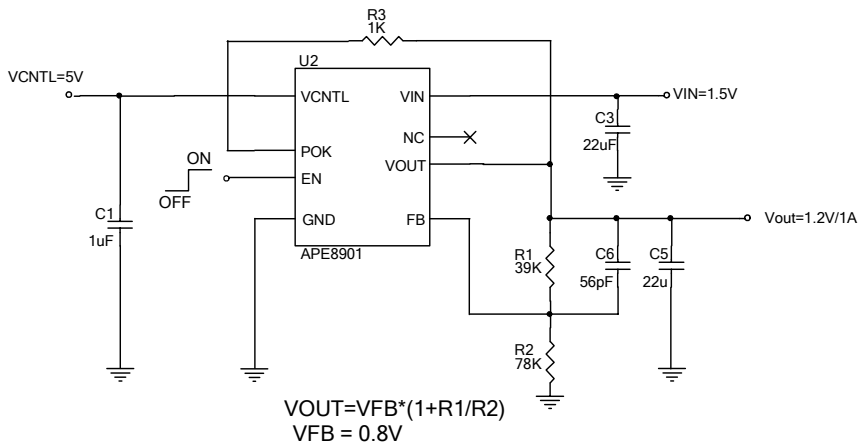 R3
1K
U2
VCNTL=5V
VCNTL
VIN
VIN=1.5V
C3
22uF
NC
POK
VOUT
ON
EN
OFF
C1
1uF
GND
FB
Vout=1.2V/1A
APE8901
R1
39K
C6
56pF
C5
22u
R2
78K
VOUT=VFB*(1+R1/R2)
VFB = 0.8V